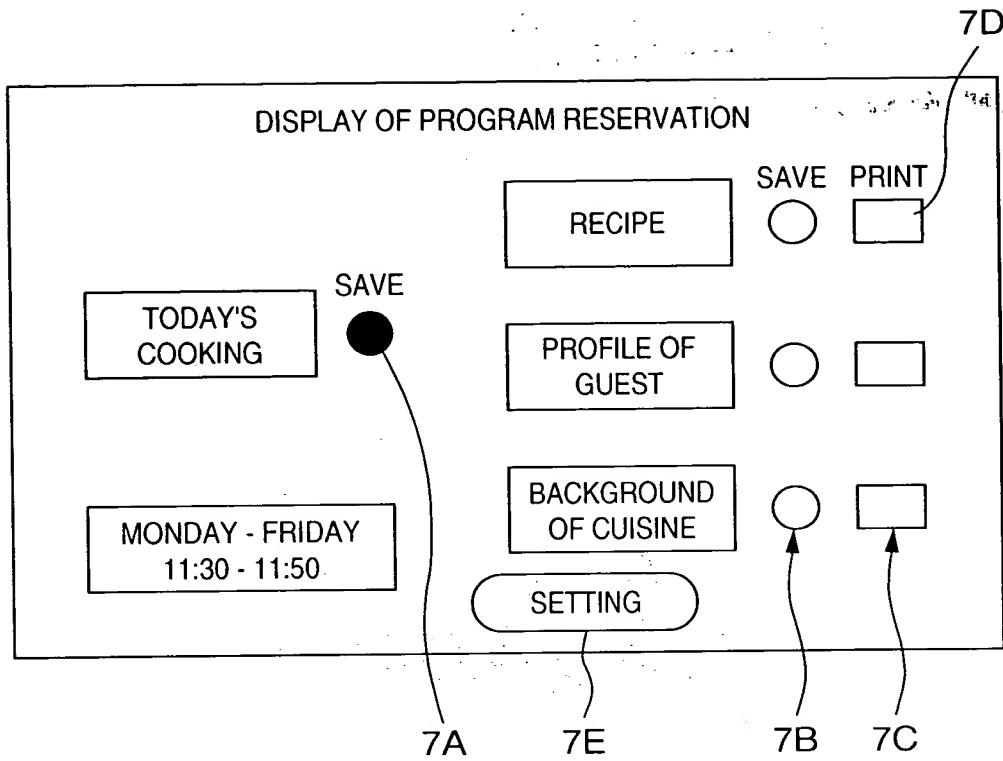 7D
DISPLAY OF PROGRAM RESERVATION
SAVE PRINT
RECIPE
SAVE
TODAY'S
COOKING
PROFILE OF
GUEST
BACKGROUND
OF CUISINE
MONDAY - FRIDAY
11:30 - 11:50
SETTING
7A 7E 7B 7C